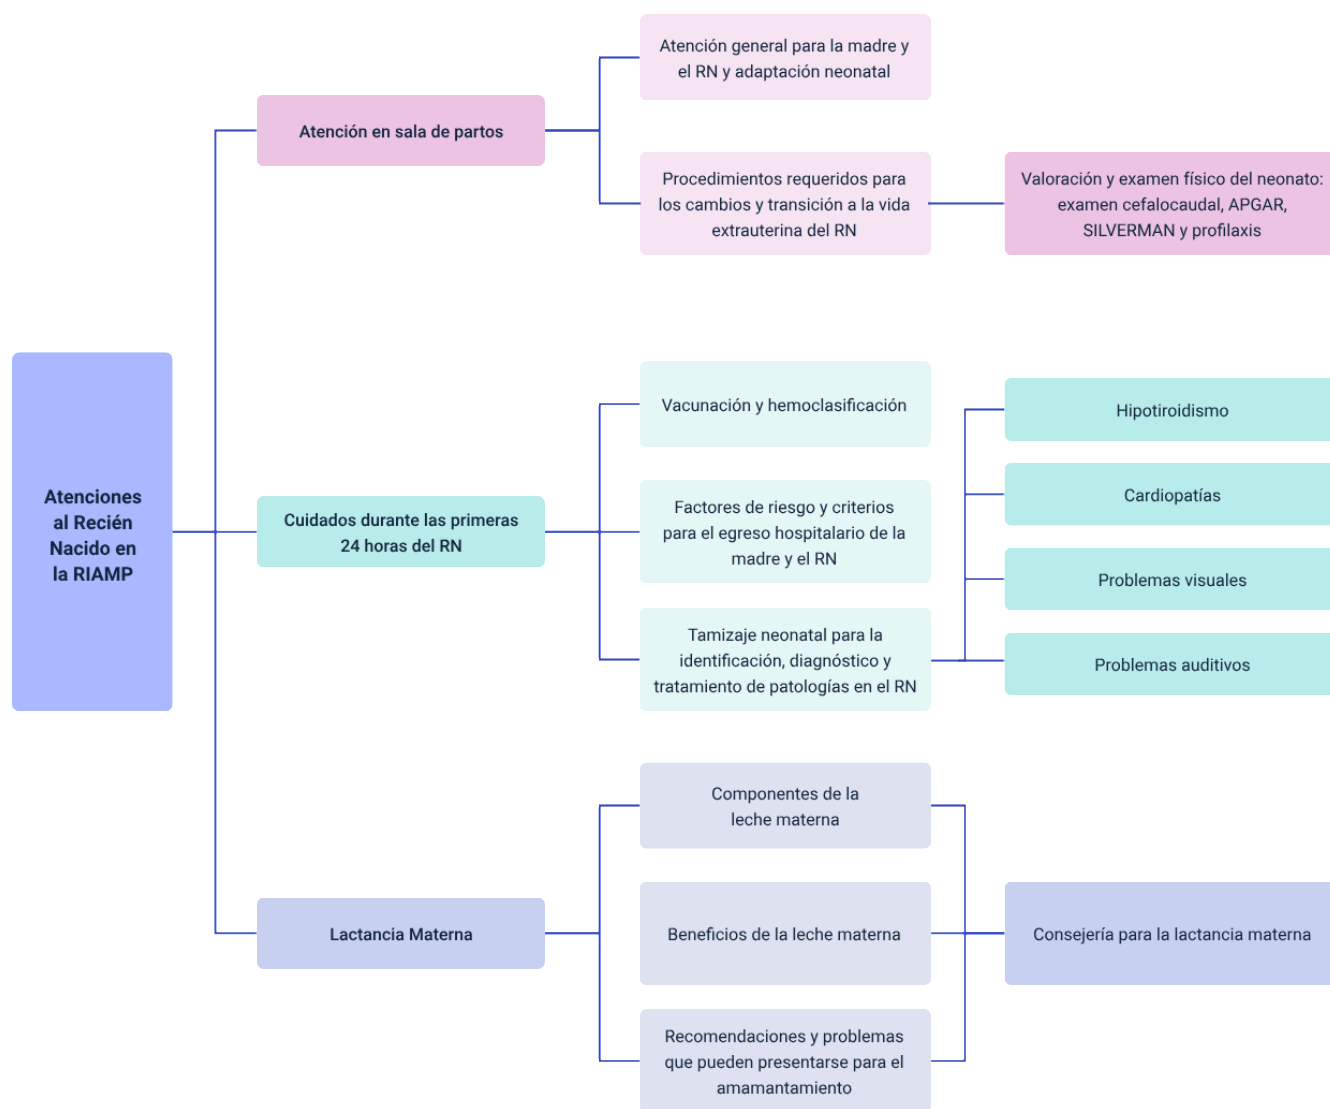 Atenciones
al Recién
Nacido en
la RIAMP
Atención en sala de partos
Atención general para la madre y
el RN y adaptación neonatal
Procedimientos requeridos para
los cambios y transición a la vida
extrauterina del RN
Valoración y examen físico del neonato:
examen cefalocaudal, APGAR,
SILVERMAN y profilaxis
Cuidados durante las primeras
24 horas del RN
Vacunación y hemoclasificación
Factores de riesgo y criterios
para el egreso hospitalario de la
madre y el RN
Tamizaje neonatal para la
identificación, diagnóstico y
tratamiento de patologías en el RN
Hipotiroidismo
Cardiopatías
Problemas visuales
Problemas auditivos
Lactancia Materna
Componentes de la
leche materna
Beneficios de la leche materna
Recomendaciones y problemas
que pueden presentarse para el
amamantamiento
Consejería para la lactancia materna